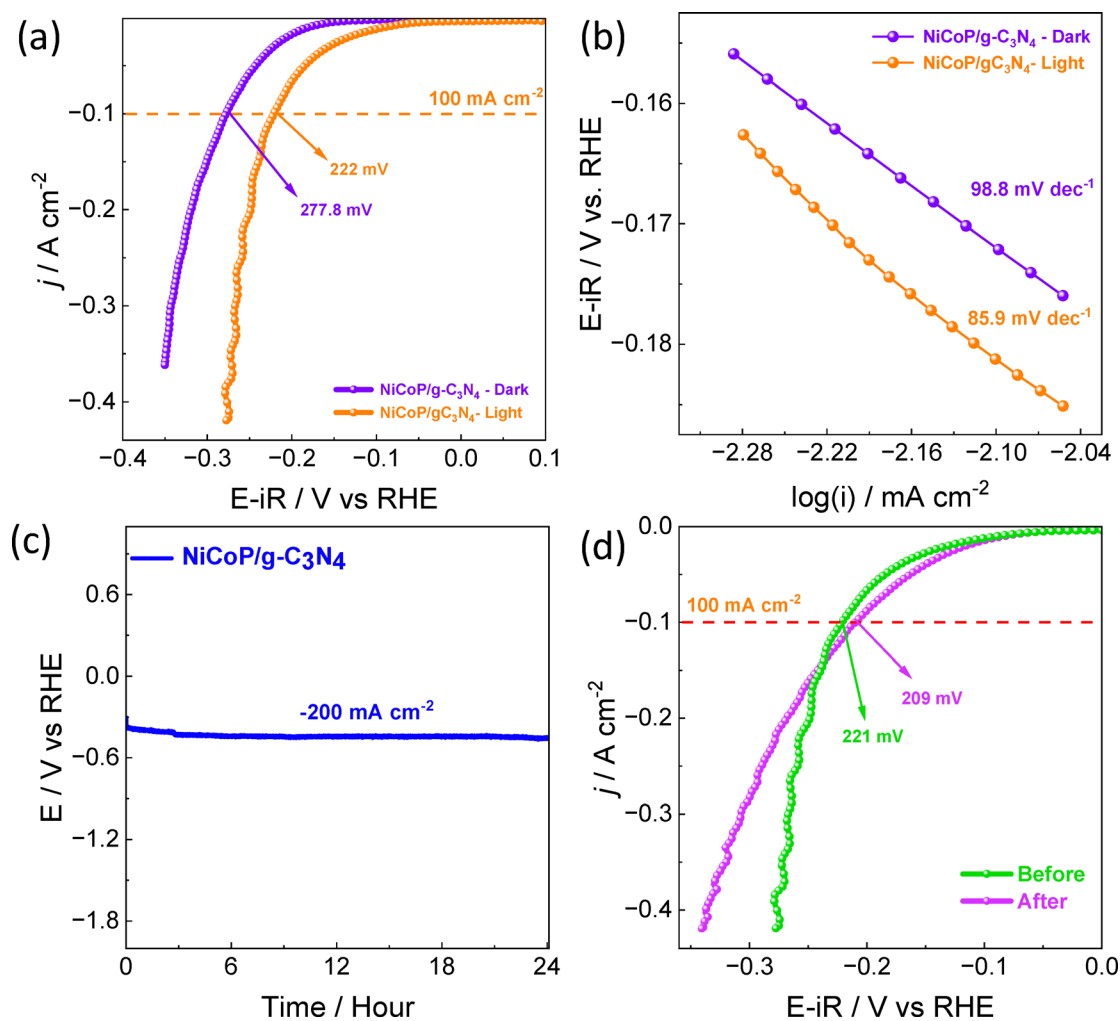 (a)
100 mA cm⁻²
222 mV
277.8 mV
NiCoP/g-C₃N₄ - Dark
NiCoP/gC₃N₄- Light
0.1
−0.1
−0.2
−0.3
−0.4
j / A cm⁻²
−0.4 −0.3 −0.2 −0.1 0.0 0.1
E-iR / V vs RHE
(b)
NiCoP/g-C₃N₄ - Dark
NiCoP/gC₃N₄- Light
98.8 mV dec⁻¹
85.9 mV dec⁻¹
−0.16
−0.17
−0.18
E-iR / V vs. RHE
−2.28 −2.22 −2.16 −2.10 −2.04
log(i) / mA cm⁻²
(c)
NiCoP/g-C₃N₄
-200 mA cm⁻²
0.6
0.0
−0.6
−1.2
−1.8
E / V vs RHE
0 6 12 18 24
Time / Hour
(d)
100 mA cm⁻²
209 mV
221 mV
Before
After
0.0
−0.1
−0.2
−0.3
−0.4
j / A cm⁻²
−0.3 −0.2 −0.1 0.0
E-iR / V vs RHE